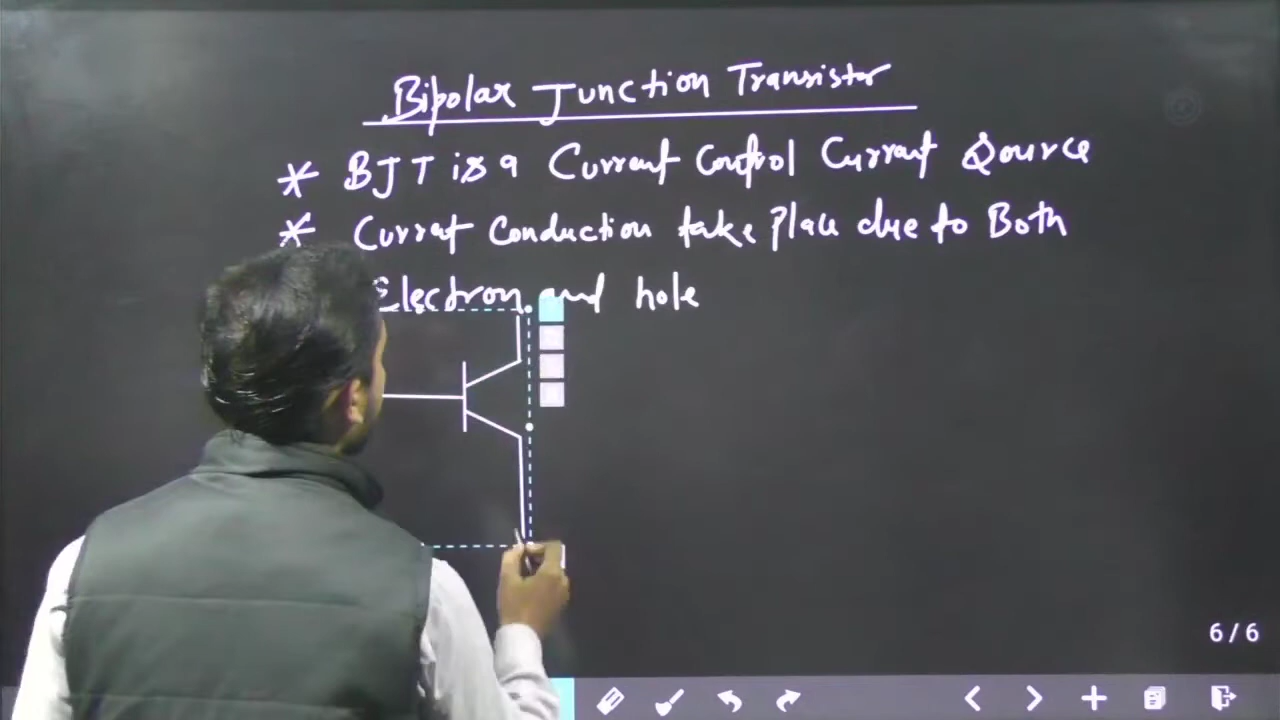 Bipolar Junction Transistor
* BJT is a Current Control Current Source
* Currat Conduction take Place due to Both
Electron and hole
6/6